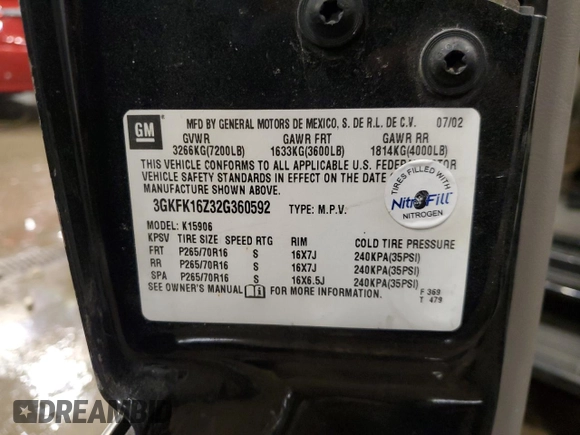 GM
MFD BY GENERAL MOTORS DE MEXICO, S. DE R.L. DE C.V. 07/02
GVWR GAWR FRT GAWR RR
3266KG(7200LB) 1633KG(3600LB) 1814KG(4000LB)
THIS VEHICLE CONFORMS TO ALL APPLICABLE U.S. FEDERAL MOTOR
VEHICLE SAFETY STANDARDS IN EFFECT ON THE DATE OF
MANUFACTURE SHOWN ABOVE.
TIRES FILLED WITH
NitroFill
NITROGEN
3GKFK16Z32G360592 TYPE: M.P.V.
MODEL: K15906
KPSV TIRE SIZE SPEED RTG RIM COLD TIRE PRESSURE
FRT P265/70R16 S 16X7J 240KPA(35PSI)
RR P265/70R16 S 16X7J 240KPA(35PSI)
SPA P265/70R16 S 16X6.5J 240KPA(35PSI)
SEE OWNER'S MANUAL FOR MORE INFORMATION.
F 369
T 479
DREAMBID